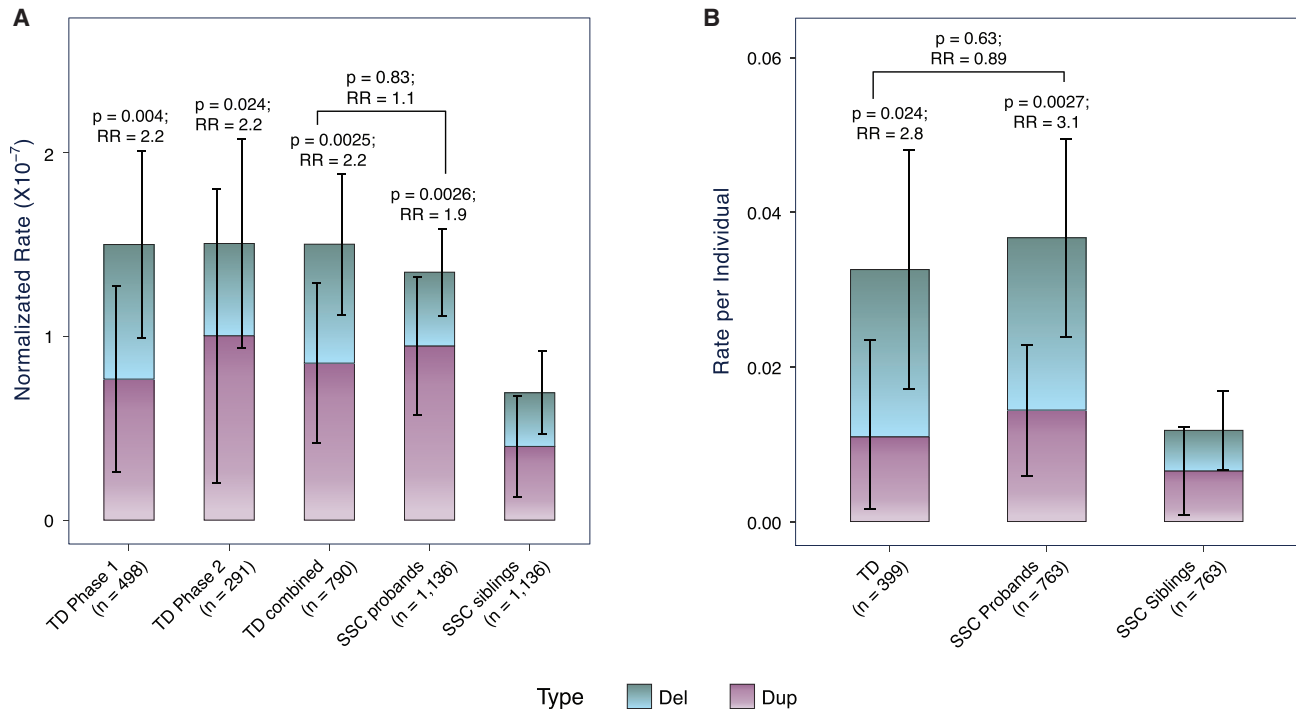 A
Normalizated Rate (X10⁻⁷)
2
1
0
p = 0.004;
RR = 2.2
p = 0.024;
RR = 2.2
p = 0.83;
RR = 1.1
p = 0.0025;
RR = 2.2
p = 0.0026;
RR = 1.9
TD Phase 1
(n = 498)
TD Phase 2
(n = 291)
TD combined
(n = 790)
SSC probands
(n = 1,136)
SSC siblings
(n = 1,136)
B
Rate per Individual
0.06
0.04
0.02
0.00
p = 0.63;
RR = 0.89
p = 0.024;
RR = 2.8
p = 0.0027;
RR = 3.1
TD
(n = 399)
SSC Probands
(n = 763)
SSC Siblings
(n = 763)
Type Del Dup